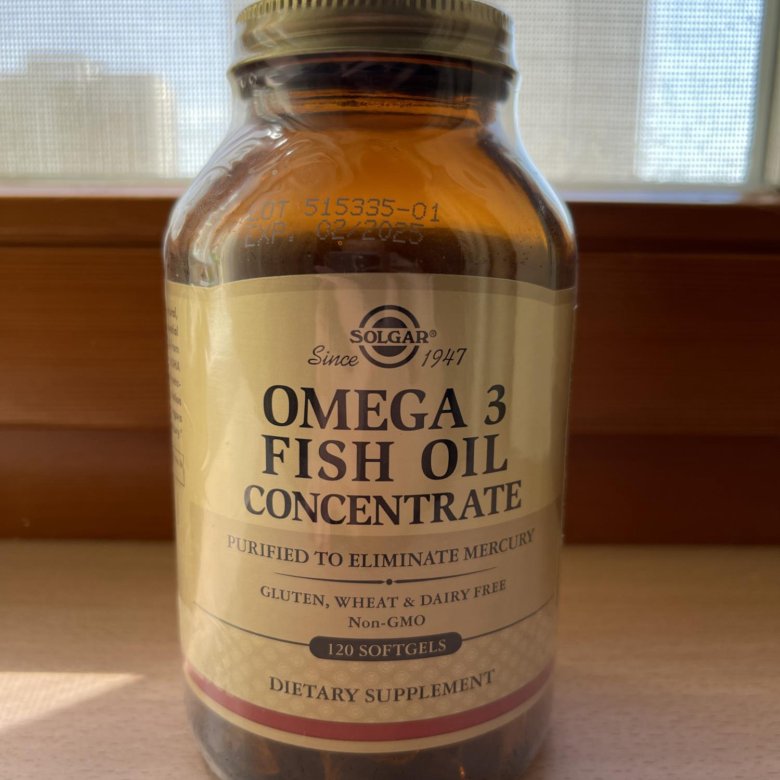 LOT 515335-01
EXP. 02/2025
SOLGAR®
Since 1947
OMEGA 3
FISH OIL
CONCENTRATE
PURIFIED TO ELIMINATE MERCURY
GLUTEN, WHEAT & DAIRY FREE
Non-GMO
120 SOFTGELS
DIETARY SUPPLEMENT